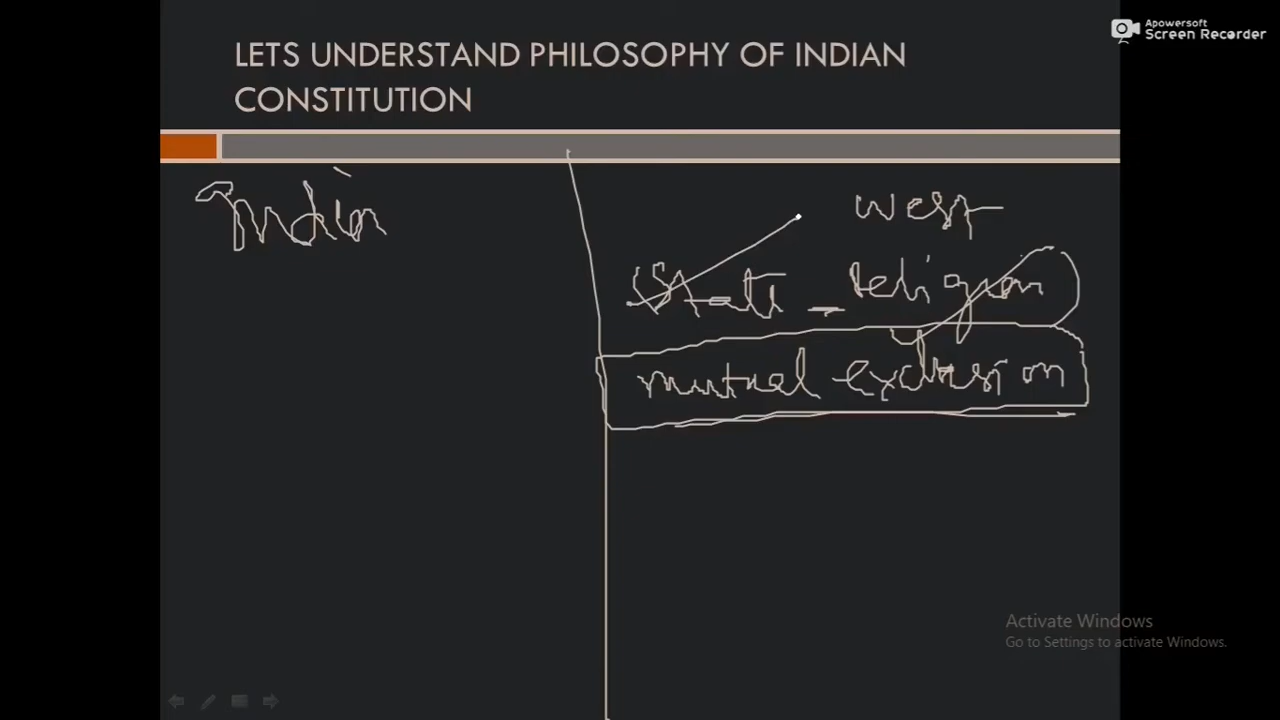 Apowersoft
Screen Recorder
LETS UNDERSTAND PHILOSOPHY OF INDIAN
CONSTITUTION
Indian
west
State - religion
mutual exclusion
Activate Windows
Go to Settings to activate Windows.